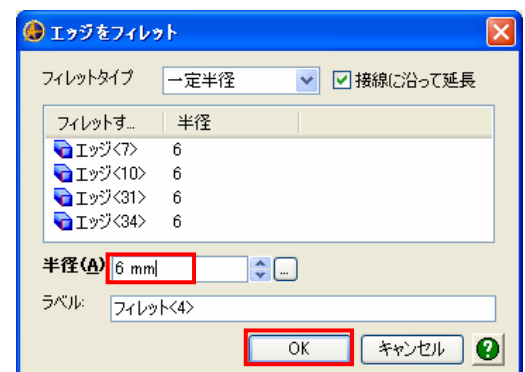 エッジをフィレット
フィレットタイプ 一定半径 接線に沿って延長
フィレットす... 半径
エッジ<7> 6
エッジ<10> 6
エッジ<31> 6
エッジ<34> 6
半径(A) 6 mm ...
ラベル: フィレット<4>
OK キャンセル ?